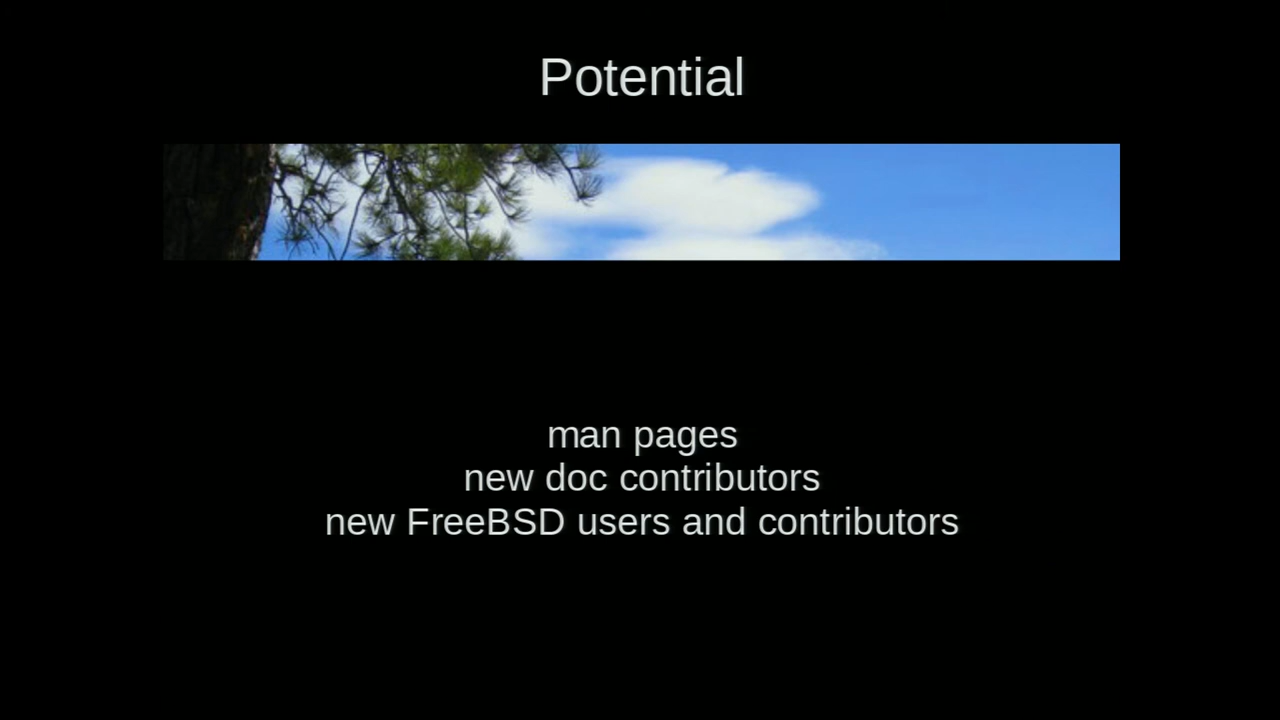 Potential
man pages
new doc contributors
new FreeBSD users and contributors